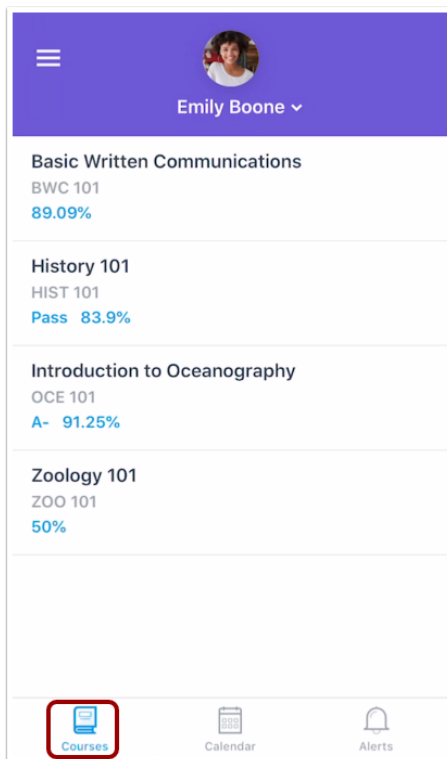 Emily Boone
Basic Written Communications
BWC 101
89.09%
History 101
HIST 101
Pass 83.9%
Introduction to Oceanography
OCE 101
A- 91.25%
Zoology 101
ZOO 101
50%
Courses Calendar Alerts